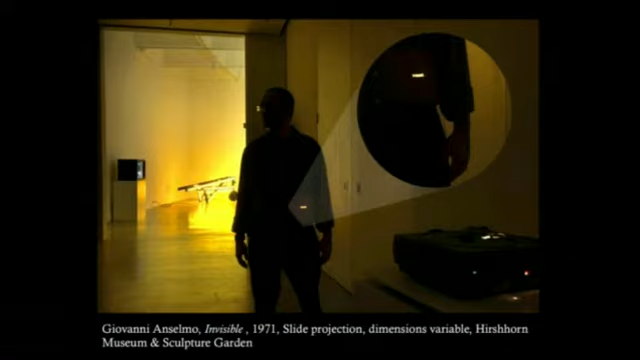 Giovanni Anselmo, Invisible , 1971, Slide projection, dimensions variable, Hirshhorn
Museum & Sculpture Garden